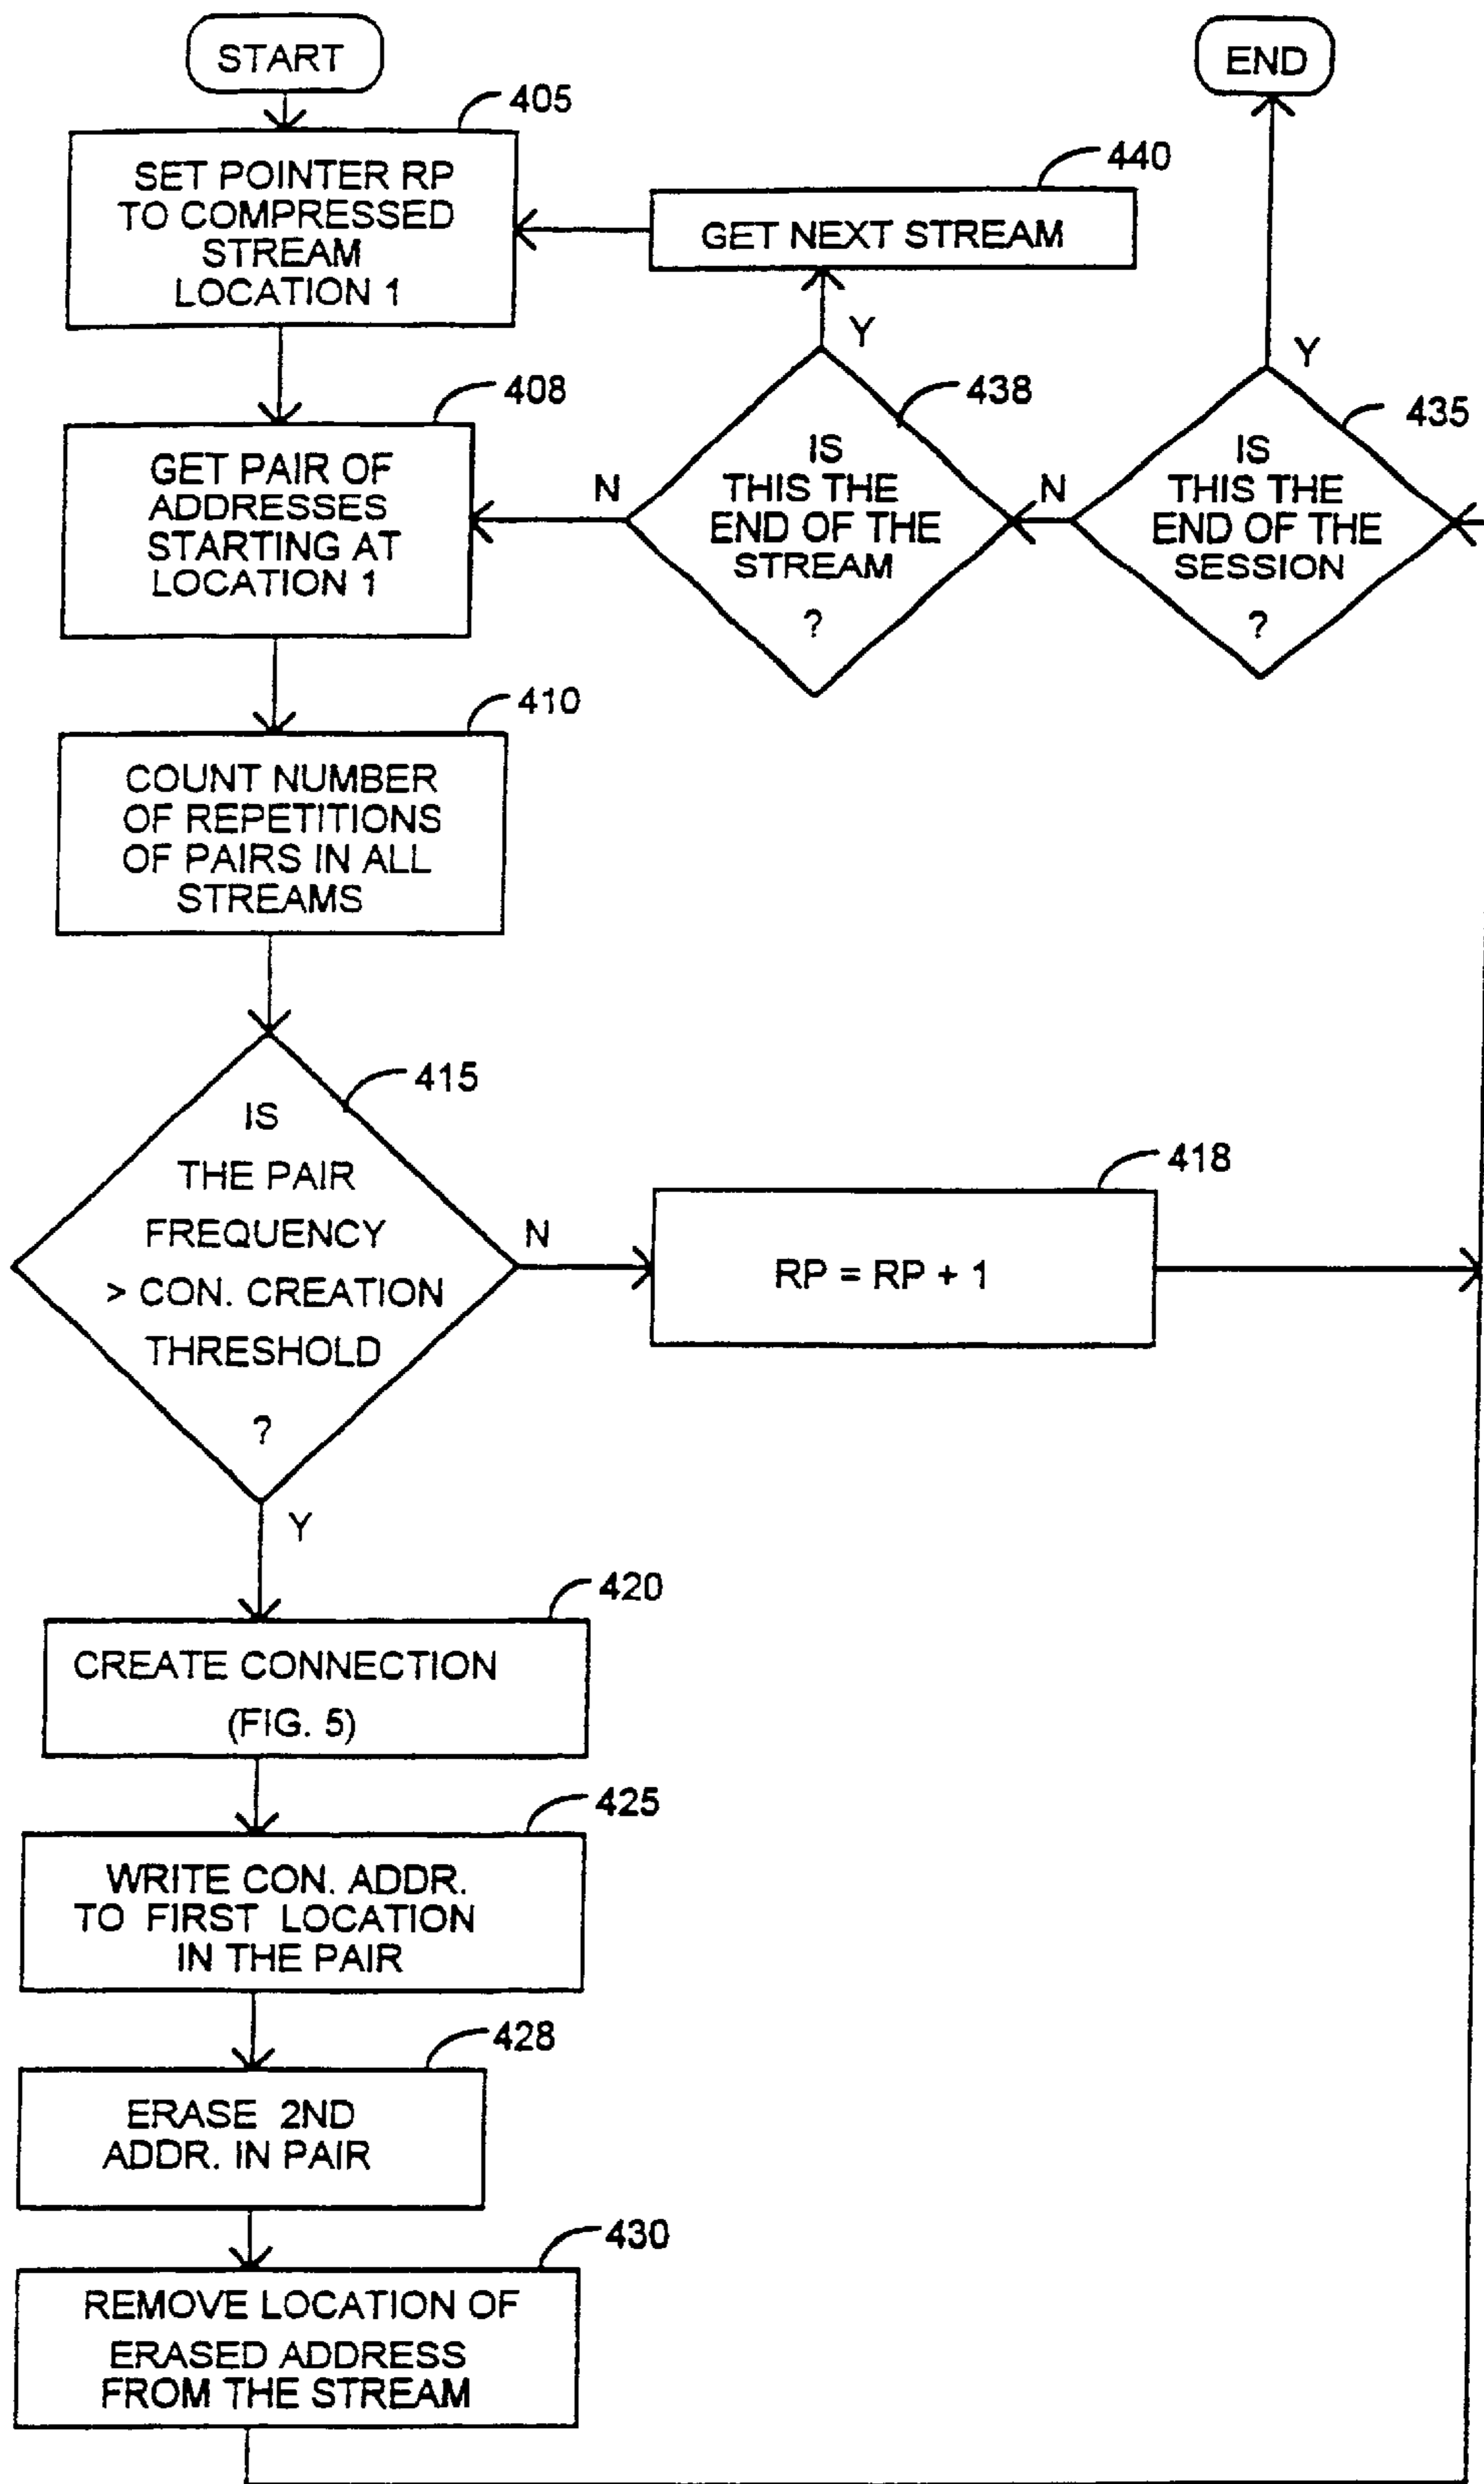 START
END
405
SET POINTER RP
TO COMPRESSED
STREAM
LOCATION 1
440
GET NEXT STREAM
Y
Y
408
GET PAIR OF
ADDRESSES
STARTING AT
LOCATION 1
N
438
IS
THIS THE
END OF THE
STREAM
?
N
435
IS
THIS THE
END OF THE
SESSION
?
410
COUNT NUMBER
OF REPETITIONS
OF PAIRS IN ALL
STREAMS
415
IS
THE PAIR
FREQUENCY
> CON. CREATION
THRESHOLD
?
N
418
RP = RP + 1
Y
420
CREATE CONNECTION
(FIG. 5)
425
WRITE CON. ADDR.
TO FIRST LOCATION
IN THE PAIR
428
ERASE 2ND
ADDR. IN PAIR
430
REMOVE LOCATION OF
ERASED ADDRESS
FROM THE STREAM